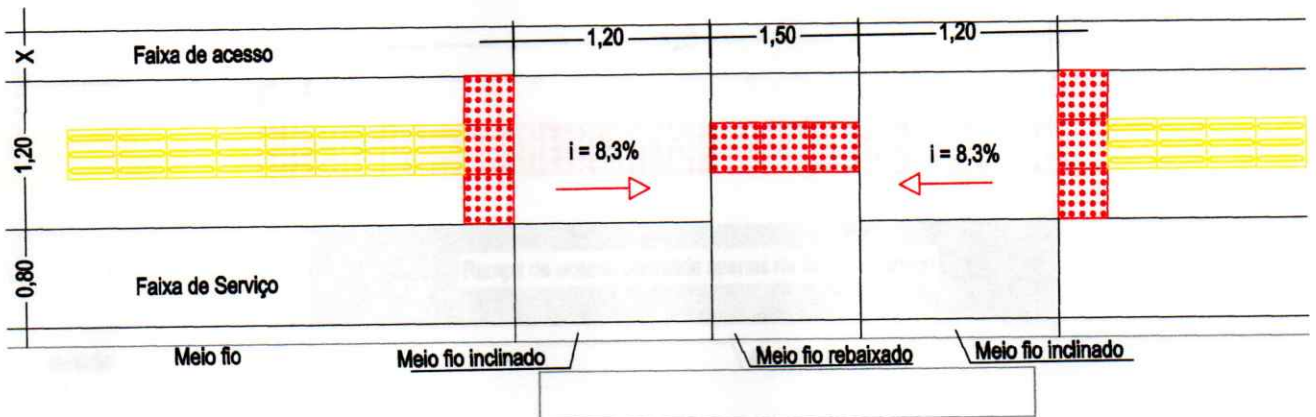 1,20
1,50
1,20
X
Faixa de acesso
1,20
i = 8,3%
i = 8,3%
0,80
Faixa de Serviço
Meio fio
Meio fio inclinado
Meio fio rebaixado
Meio fio inclinado